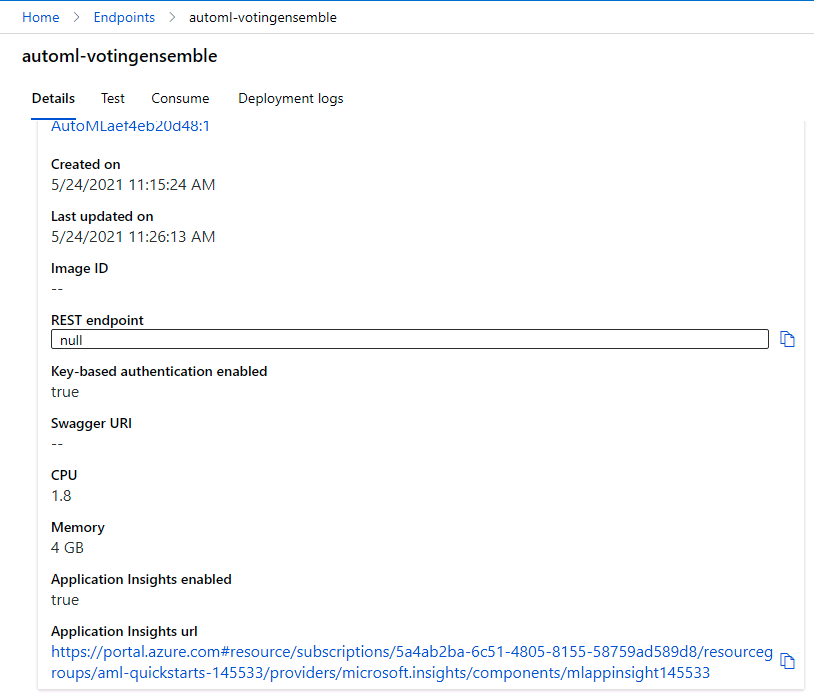 Home > Endpoints > automl-votingensemble
automl-votingensemble
Details Test Consume Deployment logs
AutoMLaef4eb20d48:1
Created on
5/24/2021 11:15:24 AM
Last updated on
5/24/2021 11:26:13 AM
Image ID
--
REST endpoint
null
Key-based authentication enabled
true
Swagger URI
--
CPU
1.8
Memory
4 GB
Application Insights enabled
true
Application Insights url
https://portal.azure.com#resource/subscriptions/5a4ab2ba-6c51-4805-8155-58759ad589d8/resourceg
roups/aml-quickstarts-145533/providers/microsoft.insights/components/mlappinsight145533